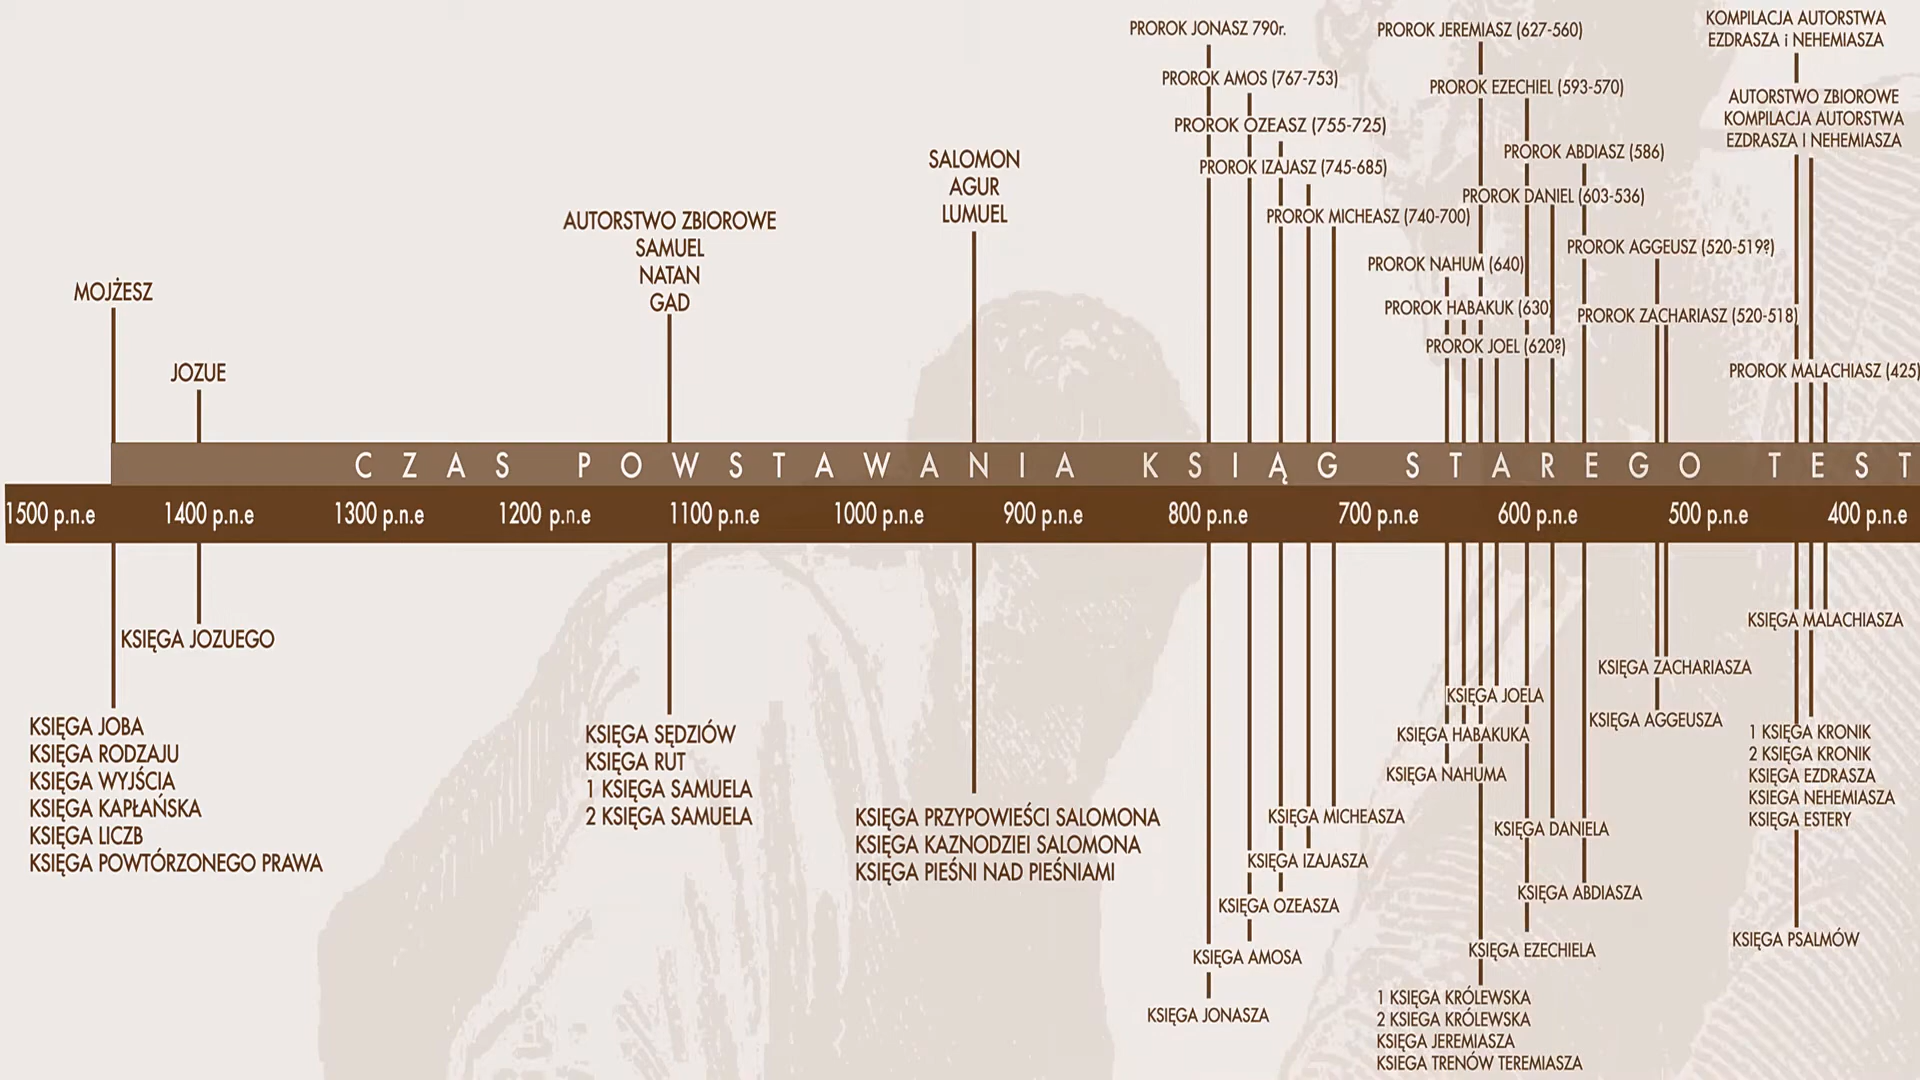 PROROK JONASZ 790r.
PROROK JEREMIASZ (627-560)
KOMPILACJA AUTORSTWA
EZDRASZA i NEHEMIASZA
PROROK AMOS (767-753)
PROROK EZECHIEL (593-570)
AUTORSTWO ZBIOROWE
KOMPILACJA AUTORSTWA
EZDRASZA I NEHEMIASZA
PROROK OZEASZ (755-725)
PROROK ABDIASZ (586)
SALOMON
AGUR
LUMUEL
PROROK IZAJASZ (745-685)
PROROK DANIEL (603-536)
AUTORSTWO ZBIOROWE
SAMUEL
NATAN
GAD
PROROK MICHEASZ (740-700)
PROROK AGGEUSZ (520-519?)
PROROK NAHUM (640)
MOJŻESZ
PROROK HABAKUK (630)
PROROK ZACHARIASZ (520-518)
PROROK JOEL (620?)
JOZUE
PROROK MALACHIASZ (425)
CZAS POWSTAWANIA KSIĄG STAREGO TEST
1500 p.n.e 1400 p.n.e 1300 p.n.e 1200 p.n.e 1100 p.n.e 1000 p.n.e 900 p.n.e 800 p.n.e 700 p.n.e 600 p.n.e 500 p.n.e 400 p.n.e
KSIĘGA JOZUEGO
KSIĘGA MALACHIASZA
KSIĘGA ZACHARIASZA
KSIĘGA JOELA
KSIĘGA AGGEUSZA
KSIĘGA JOBA
KSIĘGA RODZAJU
KSIĘGA WYJŚCIA
KSIĘGA KAPŁAŃSKA
KSIĘGA LICZB
KSIĘGA POWTÓRZONEGO PRAWA
KSIĘGA SĘDZIÓW
KSIĘGA RUT
1 KSIĘGA SAMUELA
2 KSIĘGA SAMUELA
KSIĘGA HABAKUKA
KSIĘGA NAHUMA
1 KSIĘGA KRONIK
2 KSIĘGA KRONIK
KSIĘGA EZDRASZA
KSIEGA NEHEMIASZA
KSIĘGA ESTERY
KSIĘGA PRZYPOWIEŚCI SALOMONA
KSIĘGA KAZNODZIEI SALOMONA
KSIĘGA PIEŚNI NAD PIEŚNIAMI
KSIĘGA MICHEASZA
KSIĘGA DANIELA
KSIĘGA IZAJASZA
KSIĘGA ABDIASZA
KSIĘGA OZEASZA
KSIĘGA PSALMÓW
KSIĘGA EZECHIELA
KSIĘGA AMOSA
KSIĘGA JONASZA
1 KSIĘGA KRÓLEWSKA
2 KSIEGA KRÓLEWSKA
KSIĘGA JEREMIASZA
KSIEGA TRENÓW TEREMIASZA